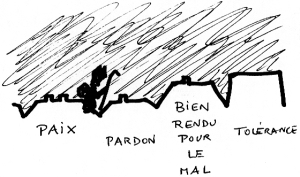 PAIX
PARDON
BIEN
RENDU
POUR
LE
MAL
TOLÉRANCE